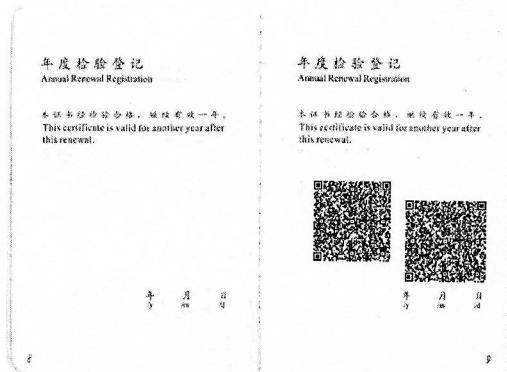 年度检验登记
Annual Renewal Registration
本证书经检验合格，继续有效一年。
This certificate is valid for another year after
this renewal.
年 月 日
/y /m /d
8
年度检验登记
Annual Renewal Registration
本证书经检验合格，继续有效一年。
This certificate is valid for another year after
this renewal.
年 月 日
/y /m /d
9